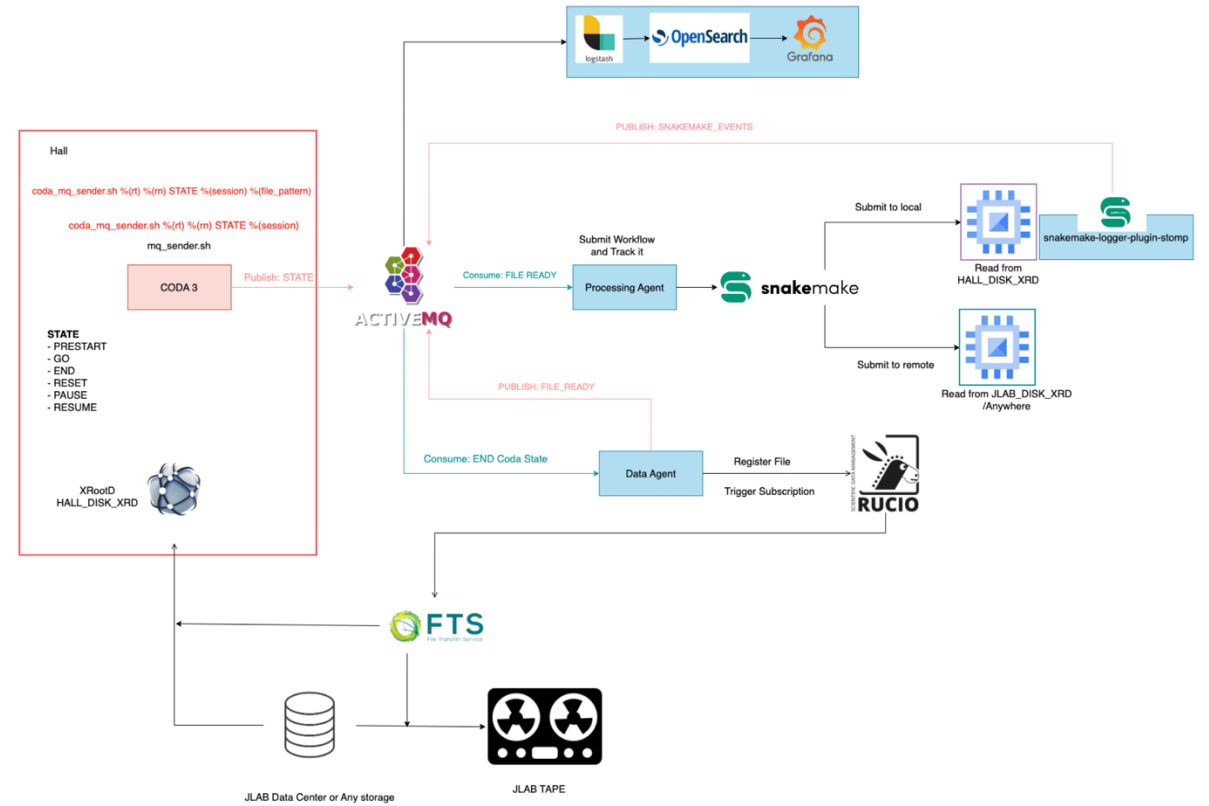 logstash
OpenSearch
Grafana
PUBLISH: SNAKEMAKE_EVENTS
Hall
coda_mq_sender.sh %(rt) %(rn) STATE %(session) %(file_pattern)
coda_mq_sender.sh %(rt) %(rn) STATE %(session)
mq_sender.sh
CODA 3
Publish: STATE
STATE
- PRESTART
- GO
- END
- RESET
- PAUSE
- RESUME
XRootD
HALL_DISK_XRD
ACTIVEMQ
Consume: FILE READY
Submit Workflow
and Track it
Processing Agent
snakemake
Submit to local
Read from
HALL_DISK_XRD
snakemake-logger-plugin-stomp
Submit to remote
Read from JLAB_DISK_XRD
/Anywhere
PUBLISH: FILE_READY
Consume: END Coda State
Data Agent
Register File
Trigger Subscription
SCIENTIFIC DATA MANAGEMENT
RUCIO
FTS
File Transfer Service
JLAB Data Center or Any storage
JLAB TAPE